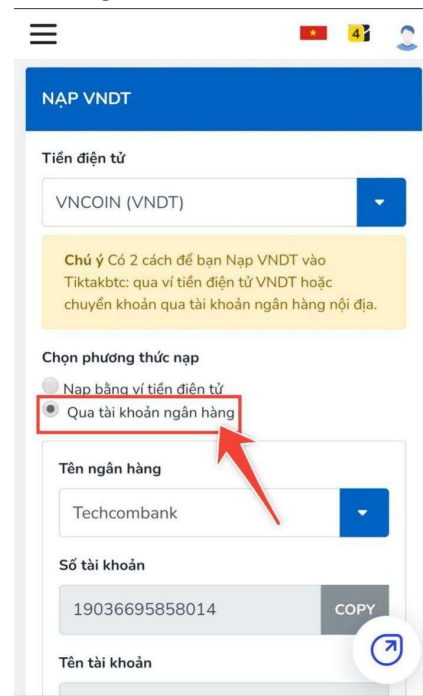 NẠP VNDT
Tiền điện tử
VNCOIN (VNDT)
Chú ý Có 2 cách để bạn Nạp VNDT vào
Tiktakbtc: qua ví tiền điện tử VNDT hoặc
chuyển khoản qua tài khoản ngân hàng nội địa.
Chọn phương thức nạp
Nạp bằng ví tiền điện tử
Qua tài khoản ngân hàng
Tên ngân hàng
Techcombank
Số tài khoản
19036695858014
COPY
Tên tài khoản